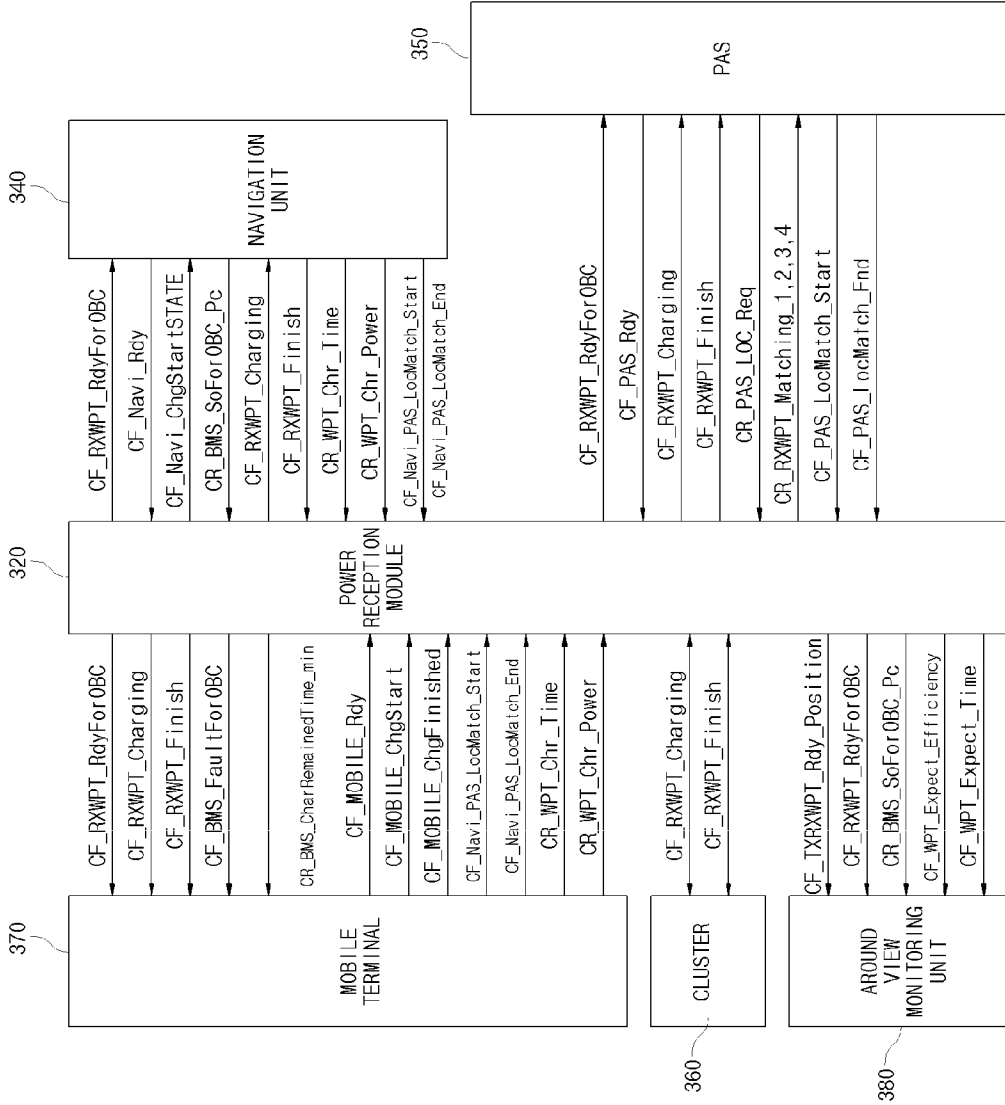 370
MOBILE
TERMINAL
CF_RXWPT_RdyForOBC
CF_RXWPT_Charging
CF_RXWPT_Finish
CF_BMS_FaultForOBC
CR_BMS_CharRemainedTime_min
CF_MOBILE_Rdy
CF_MOBILE_ChgStart
CF_MOBILE_ChgFinished
CF_Navi_PAS_LocMatch_Start
CF_Navi_PAS_LocMatch_End
CR_WPT_Chr_Time
CR_WPT_Chr_Power
360
CLUSTER
CF_RXWPT_Charging
CF_RXWPT_Finish
380
AROUND
VIEW
MONITORING
UNIT
CF_TXRXWPT_Rdy_Position
CF_RXWPT_RdyForOBC
CR_BMS_SoForOBC_Pc
CF_WPT_Expect_Efficiency
CF_WPT_Expect_Time
320
POWER
RECEPTION
MODULE
340
NAVIGATION
UNIT
CF_RXWPT_RdyForOBC
CF_Navi_Rdy
CF_Navi_ChgStartSTATE
CR_BMS_SoForOBC_Pc
CF_RXWPT_Charging
CF_RXWPT_Finish
CR_WPT_Chr_Time
CR_WPT_Chr_Power
CF_Navi_PAS_LocMatch_Start
CF_Navi_PAS_LocMatch_End
350
PAS
CF_RXWPT_RdyForOBC
CF_PAS_Rdy
CF_RXWPT_Charging
CF_RXWPT_Finish
CR_PAS_LOC_Req
CR_RXWPT_Matching_1,2,3,4
CF_PAS_LocMatch_Start
CF_PAS_LocMatch_End